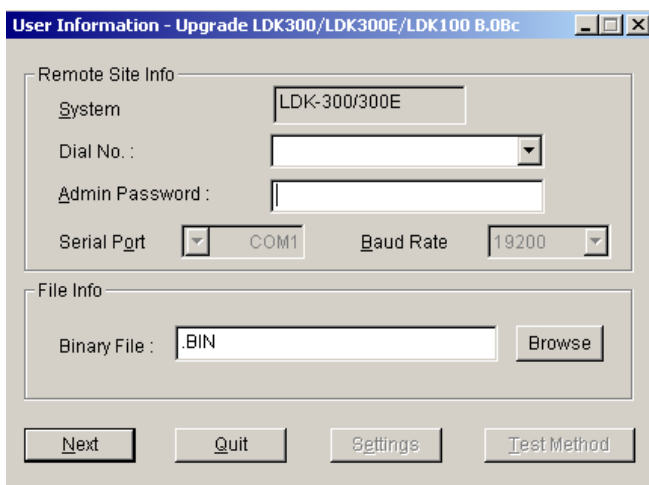 User Information - Upgrade LDK300/LDK300E/LDK100 B.0Bc
Remote Site Info
System LDK-300/300E
Dial No. :
Admin Password :
Serial Port COM1 Baud Rate 19200
File Info
Binary File : .BIN Browse
Next Quit Settings Test Method